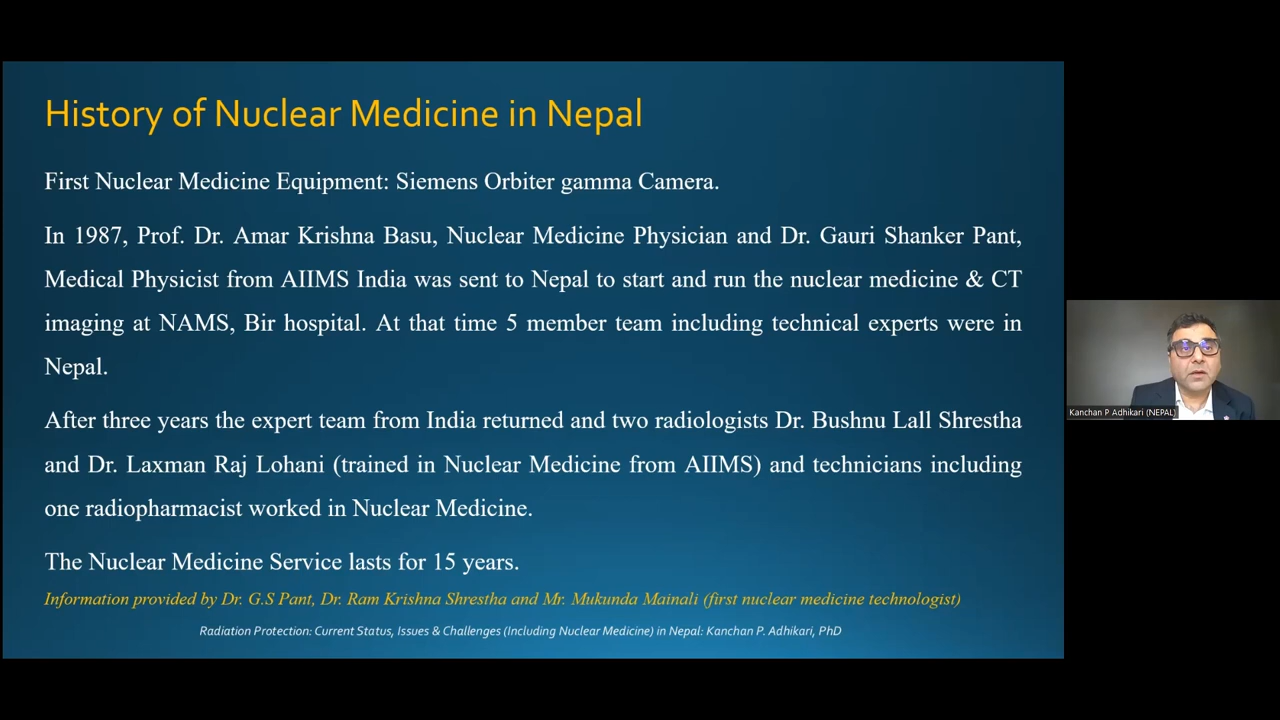 History of Nuclear Medicine in Nepal
First Nuclear Medicine Equipment: Siemens Orbiter gamma Camera.
In 1987, Prof. Dr. Amar Krishna Basu, Nuclear Medicine Physician and Dr. Gauri Shanker Pant,
Medical Physicist from AIIMS India was sent to Nepal to start and run the nuclear medicine & CT
imaging at NAMS, Bir hospital. At that time 5 member team including technical experts were in
Nepal.
After three years the expert team from India returned and two radiologists Dr. Bushnu Lall Shrestha
and Dr. Laxman Raj Lohani (trained in Nuclear Medicine from AIIMS) and technicians including
one radiopharmacist worked in Nuclear Medicine.
The Nuclear Medicine Service lasts for 15 years.
Information provided by Dr. G.S Pant, Dr. Ram Krishna Shrestha and Mr. Mukunda Mainali (first nuclear medicine technologist)
Radiation Protection: Current Status, Issues & Challenges (Including Nuclear Medicine) in Nepal: Kanchan P. Adhikari, PhD
Kanchan P Adhikari (NEPAL)